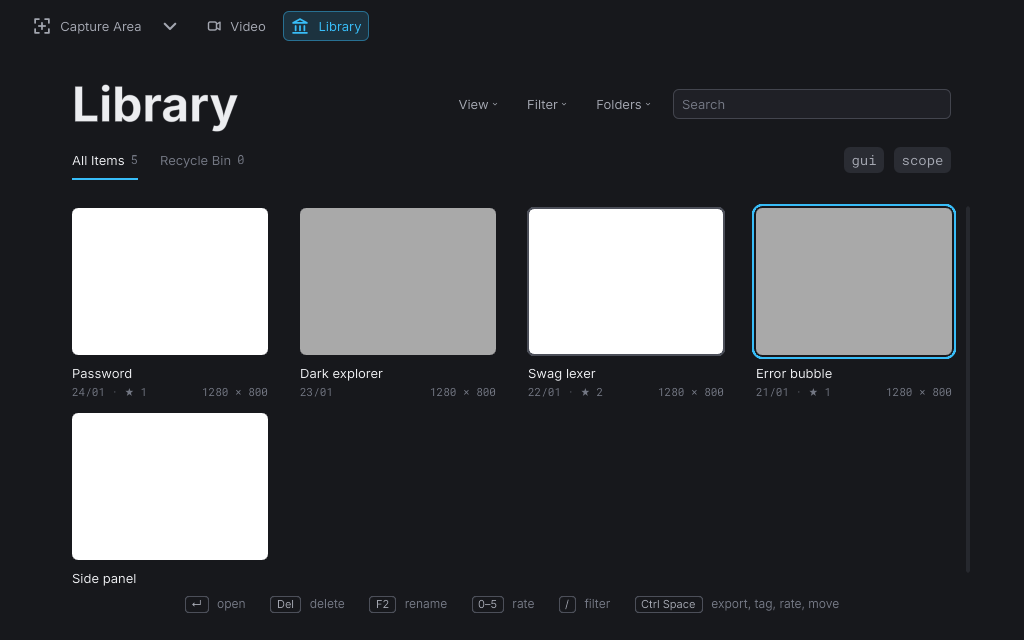 Capture Area Video Library
Library
View Filter Folders Search
All Items 5 Recycle Bin 0 gui scope
Password Dark explorer Swag lexer Error bubble
24/01 · ★ 1 1280 × 800 23/01 1280 × 800 22/01 · ★ 2 1280 × 800 21/01 · ★ 1 1280 × 800
Side panel
↵ open Del delete F2 rename 0–5 rate / filter Ctrl Space export, tag, rate, move